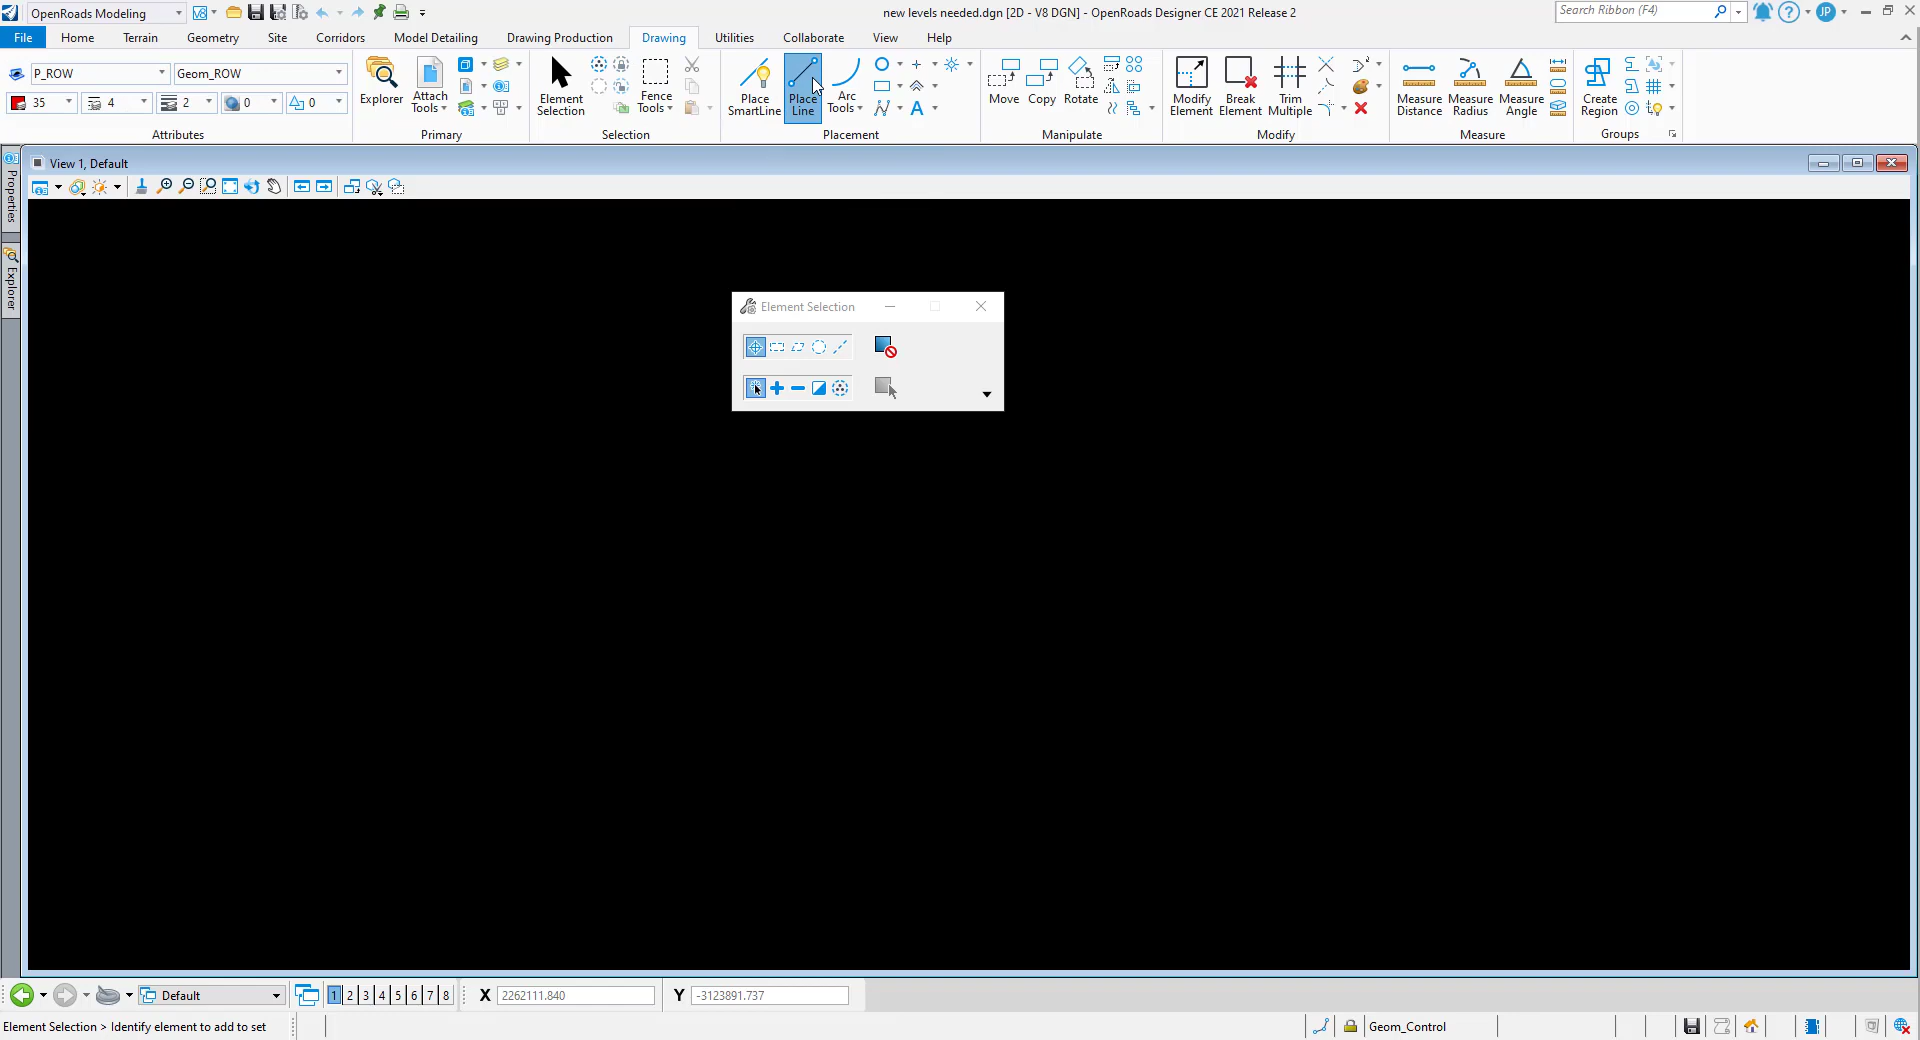 OpenRoads Modeling
V8
new levels needed.dgn [2D - V8 DGN] - OpenRoads Designer CE 2021 Release 2
Search Ribbon (F4)
JP
File
Home
Terrain
Geometry
Site
Corridors
Model Detailing
Drawing Production
Drawing
Utilities
Collaborate
View
Help
P_ROW
Geom_ROW
35
4
2
0
0
Attributes
Explorer
Attach
Tools
Primary
Element
Selection
Fence
Tools
Selection
Place
SmartLine
Place
Line
Arc
Tools
A
Placement
Move
Copy
Rotate
Manipulate
Modify
Element
Break
Element
Trim
Multiple
Modify
Measure
Distance
Measure
Radius
Measure
Angle
Measure
Create
Region
Groups
View 1, Default
Properties
Explorer
Element Selection
Default
1 2 3 4 5 6 7 8
X 2262111.840
Y -3123891.737
Element Selection > Identify element to add to set
Geom_Control